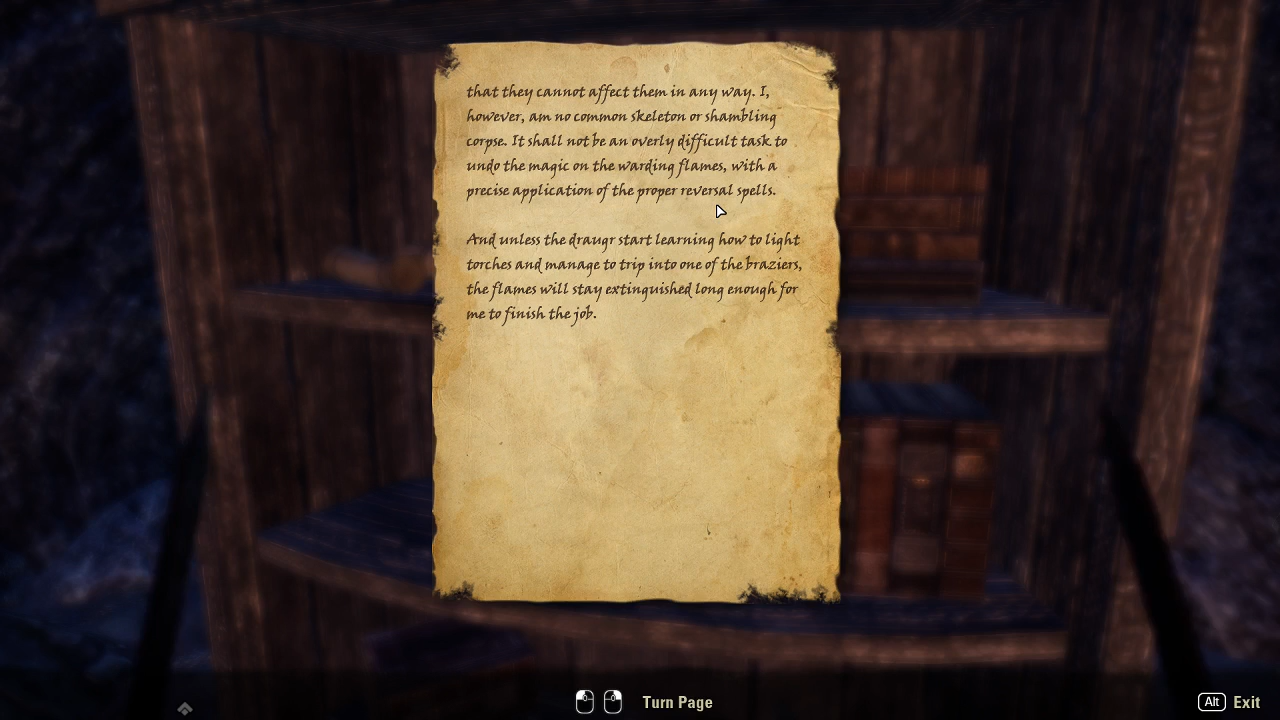 that they cannot affect them in any way. I,
however, am no common skeleton or shambling
corpse. It shall not be an overly difficult task to
undo the magic on the warding flames, with a
precise application of the proper reversal spells.
And unless the draugr start learning how to light
torches and manage to trip into one of the braziers,
the flames will stay extinguished long enough for
me to finish the job.
Turn Page
Alt Exit